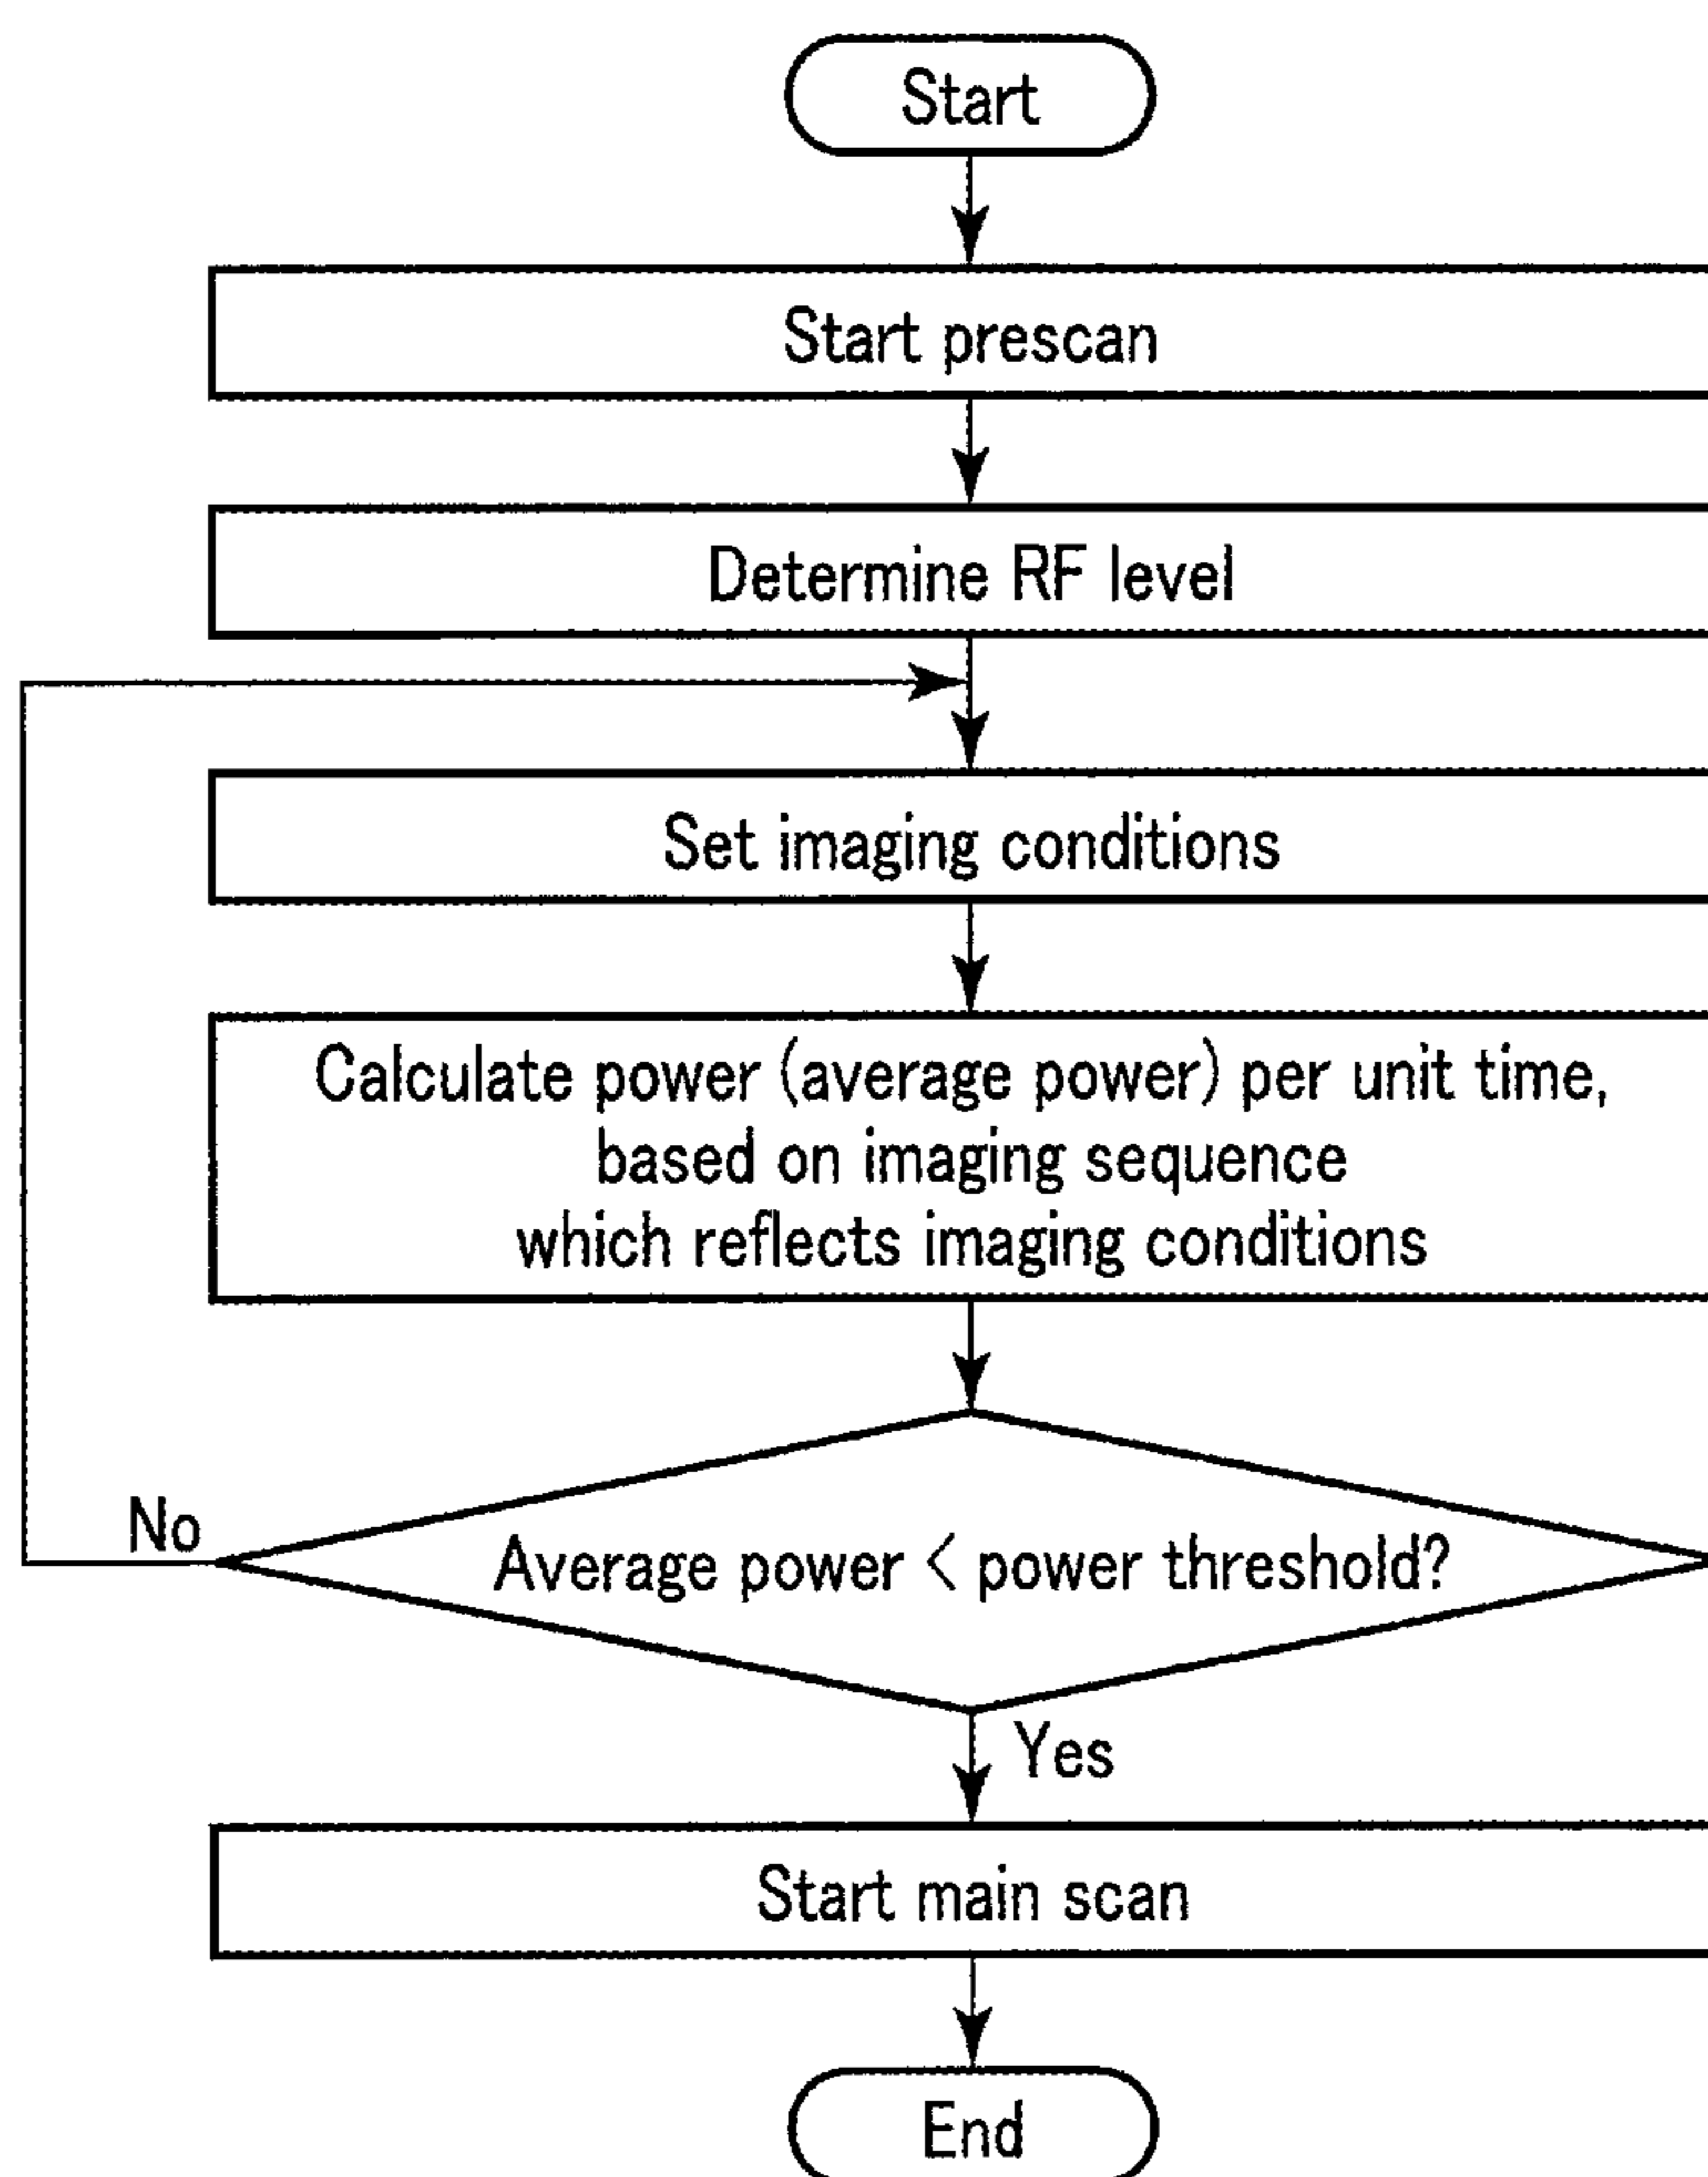 Start
Start prescan
Determine RF level
Set imaging conditions
Calculate power (average power) per unit time,
based on imaging sequence
which reflects imaging conditions
No
Average power < power threshold?
Yes
Start main scan
End